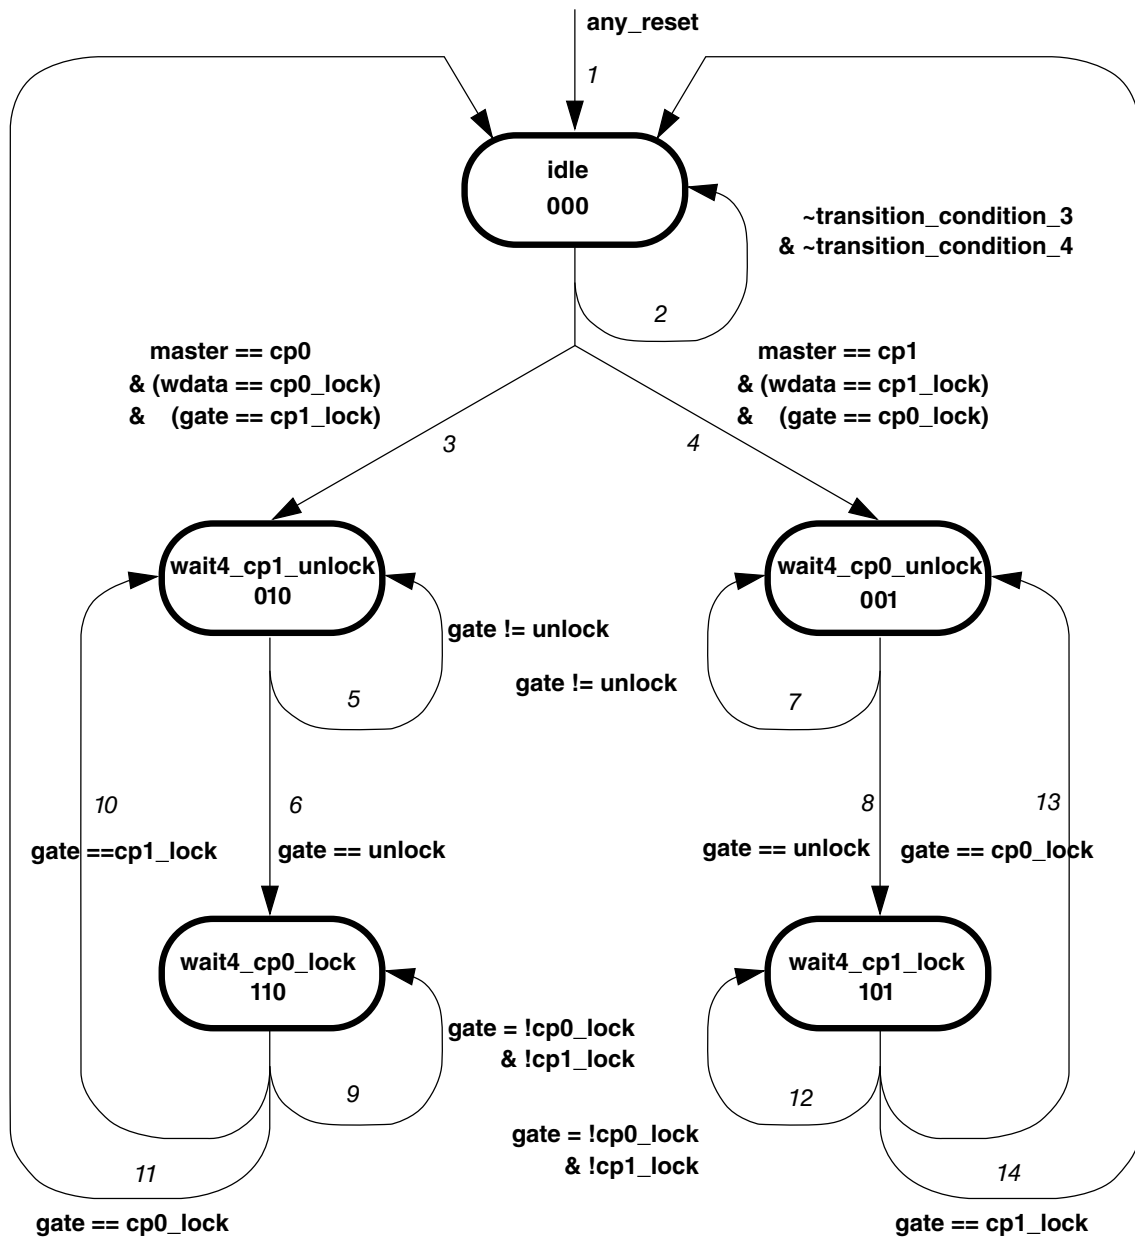 any_reset
1
idle
000
~transition_condition_3
& ~transition_condition_4
2
master == cp0
& (wdata == cp0_lock)
& (gate == cp1_lock)
master == cp1
& (wdata == cp1_lock)
& (gate == cp0_lock)
3
4
wait4_cp1_unlock
010
wait4_cp0_unlock
001
gate != unlock
gate != unlock
5
7
10
6
8
13
gate ==cp1_lock
gate == unlock
gate == unlock
gate == cp0_lock
wait4_cp0_lock
110
wait4_cp1_lock
101
gate = !cp0_lock
& !cp1_lock
9
12
gate = !cp0_lock
& !cp1_lock
11
14
gate == cp0_lock
gate == cp1_lock